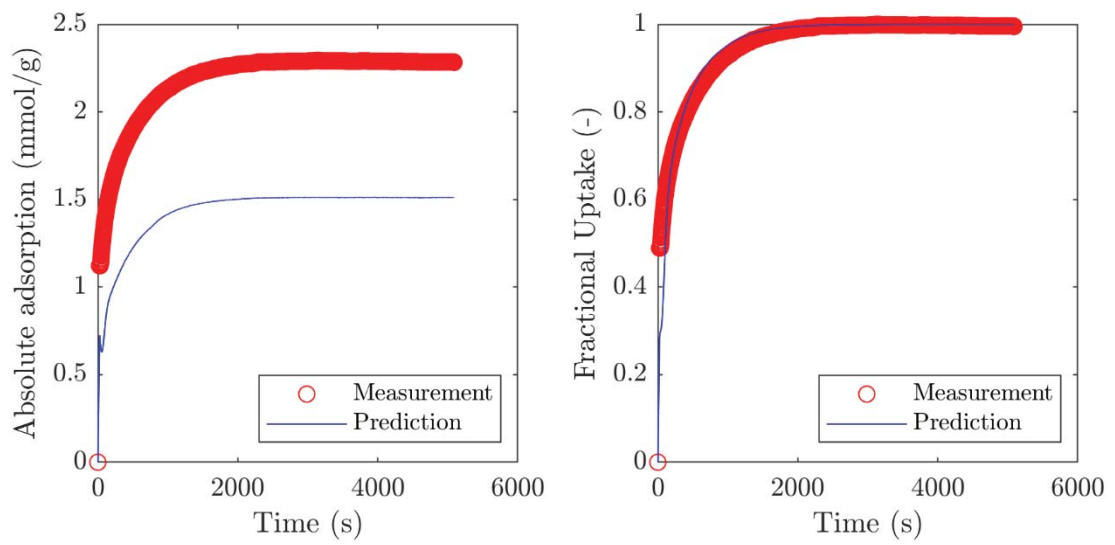 Absolute adsorption (mmol/g)
2.5
2
1.5
1
0.5
0
0
2000
4000
6000
Time (s)
Measurement
Prediction
Fractional Uptake (-)
1
0.8
0.6
0.4
0.2
0
0
2000
4000
6000
Time (s)
Measurement
Prediction